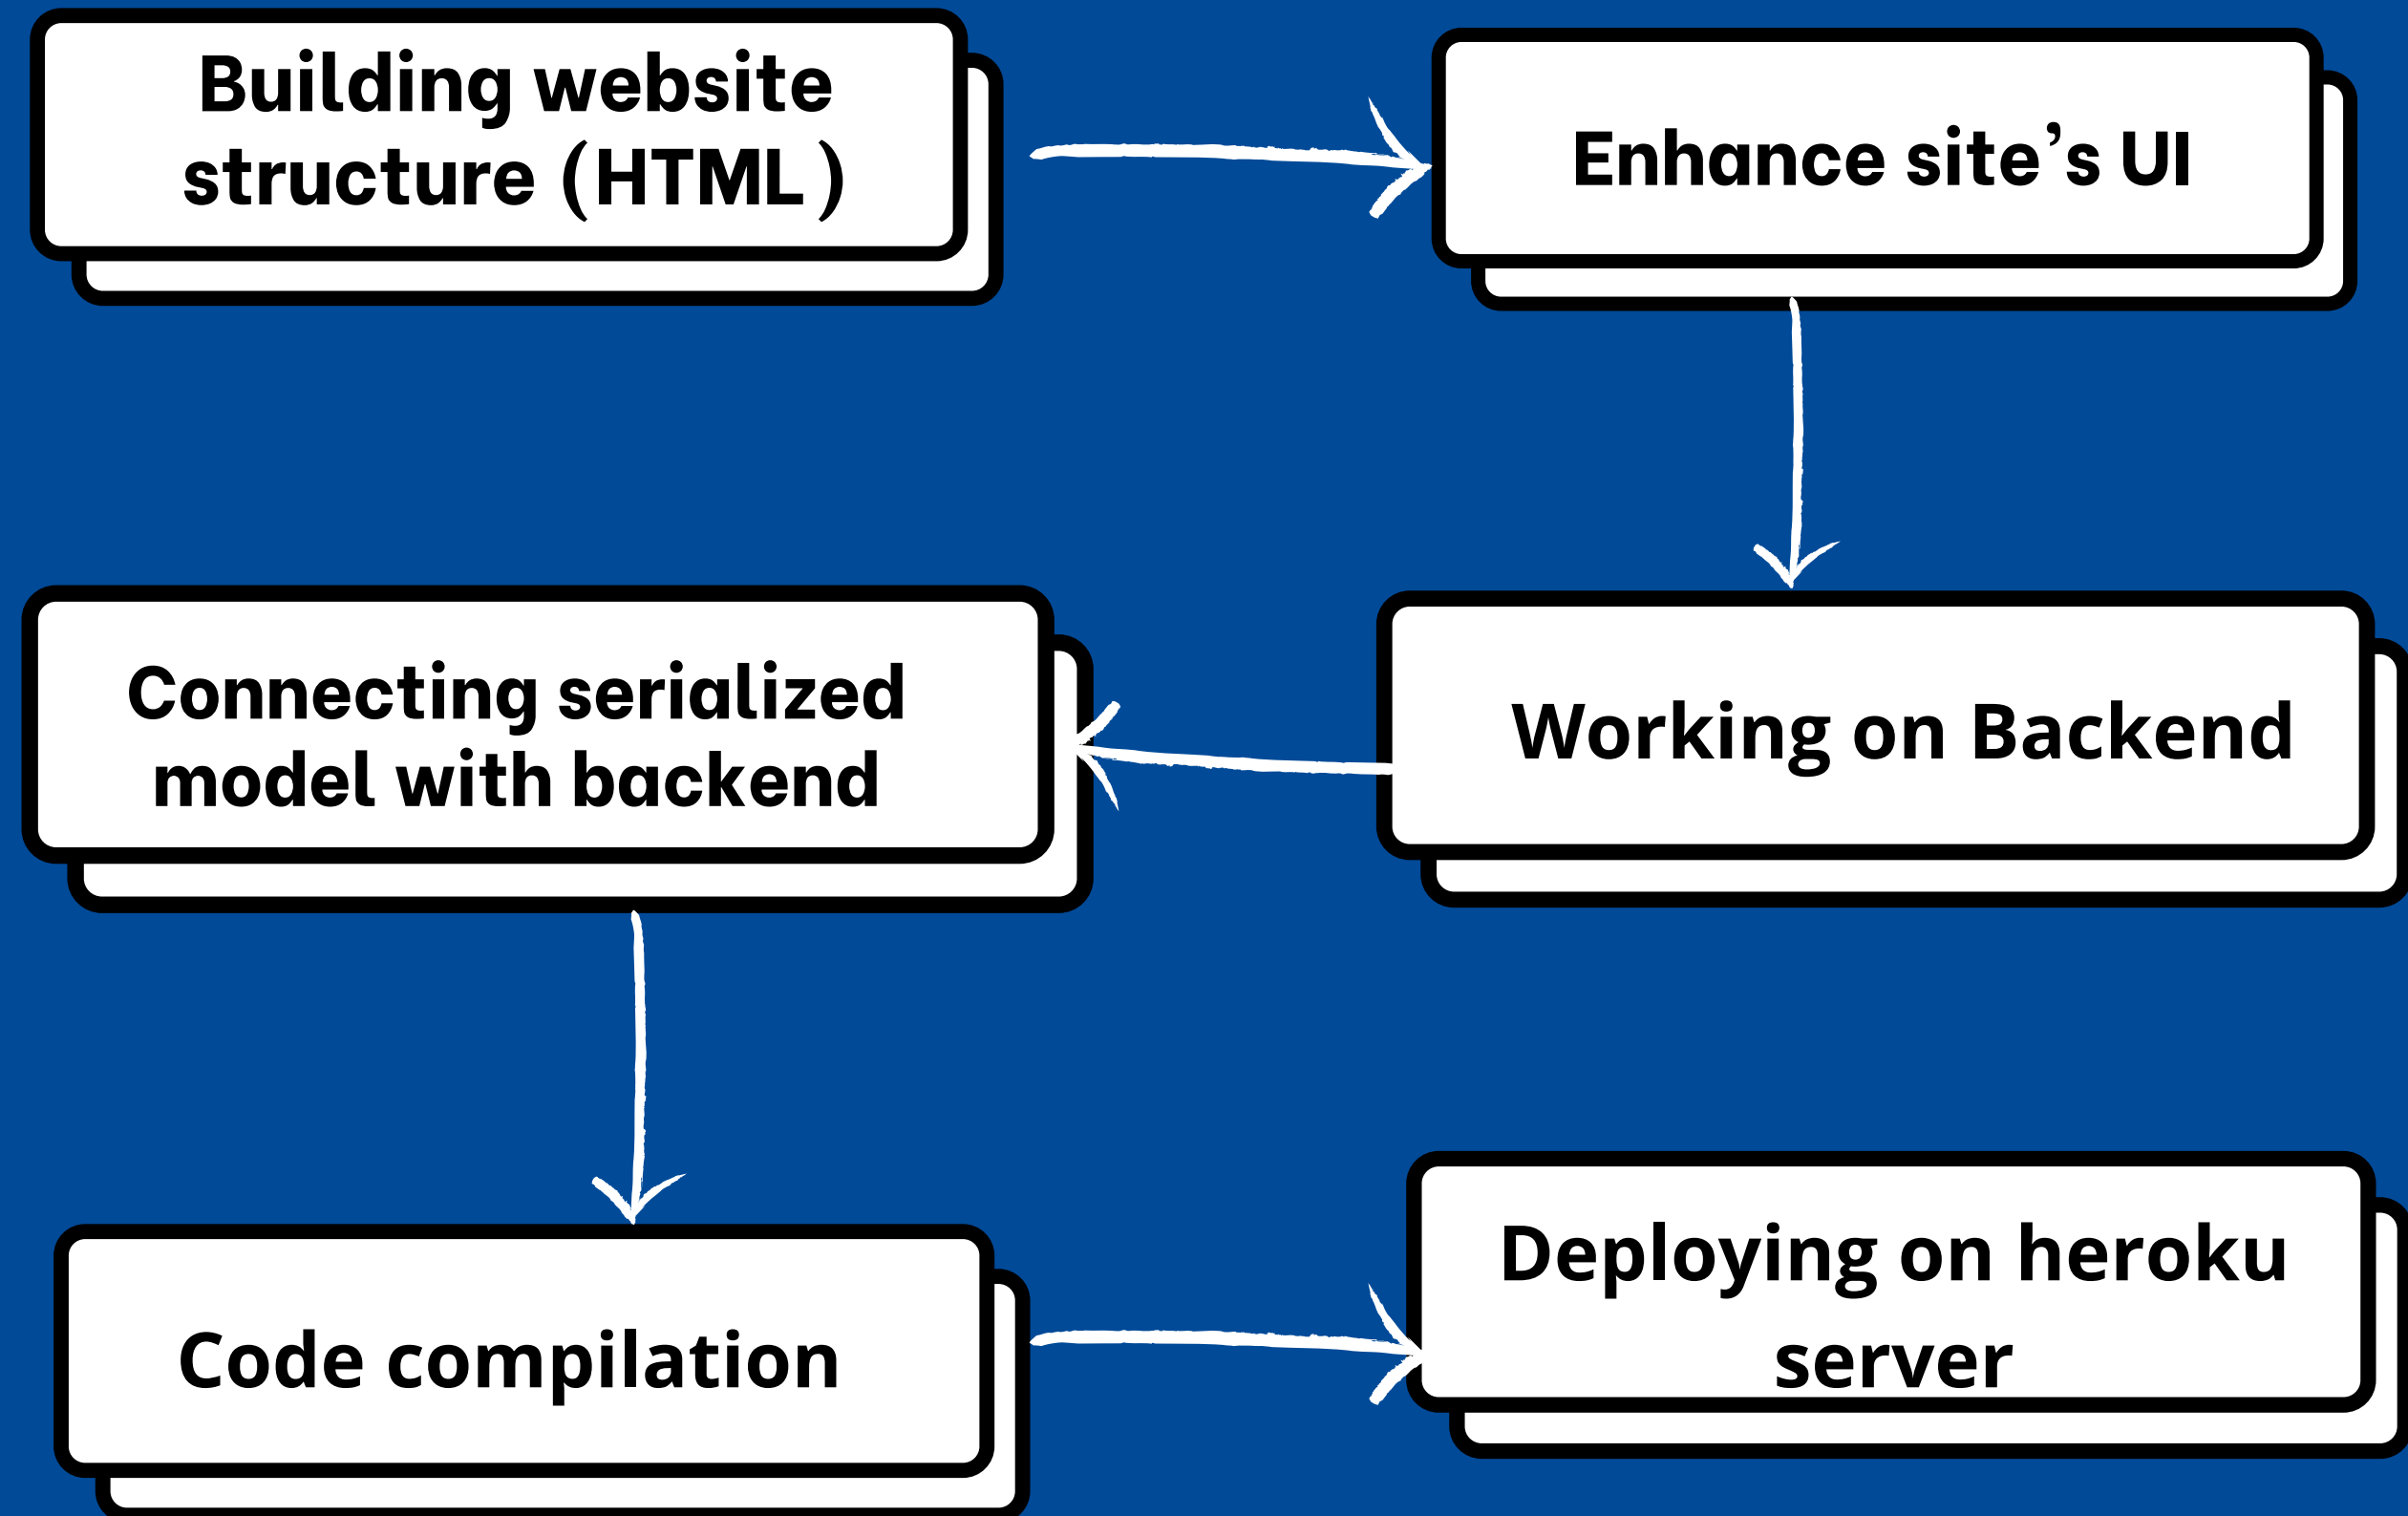 Building website
structure (HTML)
Enhance site’s UI
Working on Backend
Connecting serialized
model with backend
Code compilation
Deploying on heroku
server